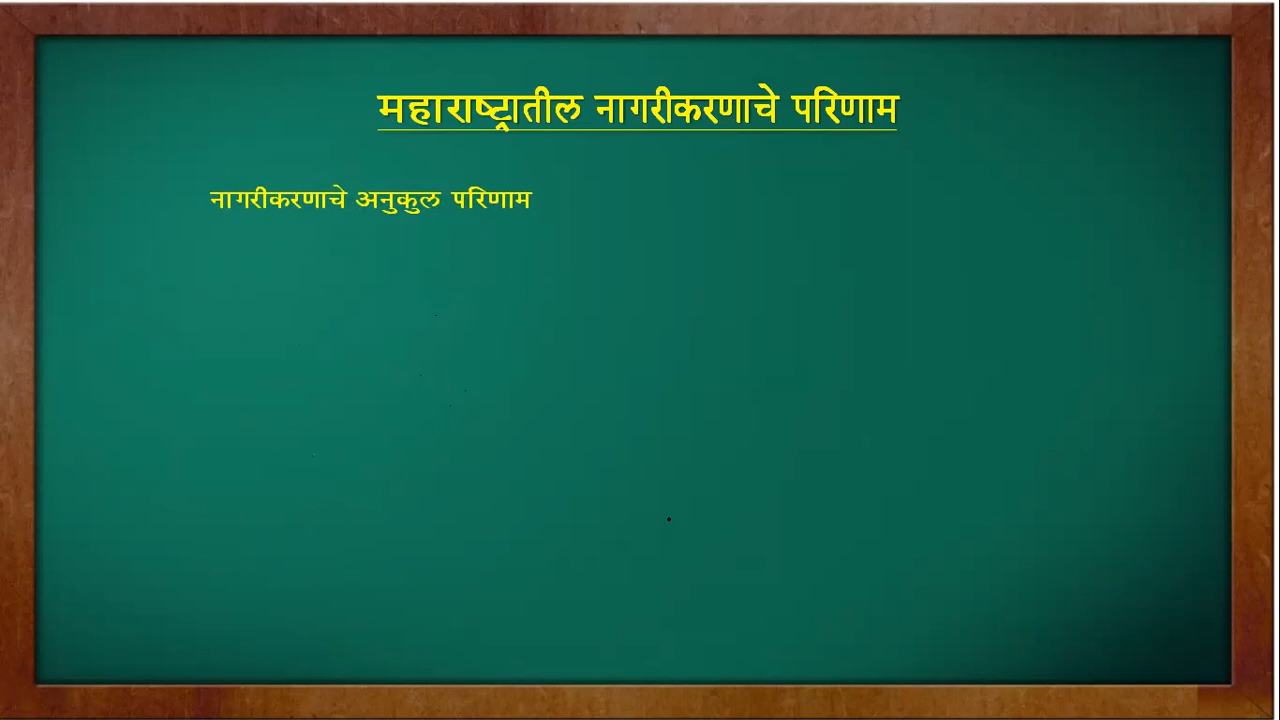 महाराष्ट्रातील नागरीकरणाचे परिणाम
नागरीकरणाचे अनुकुल परिणाम